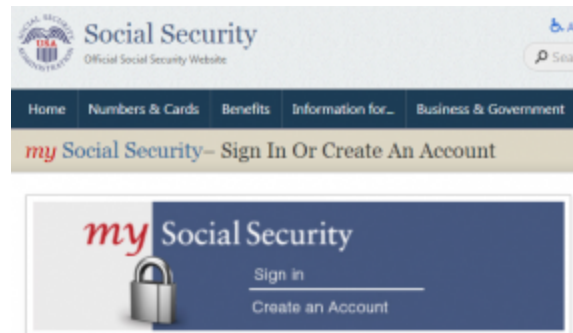 Social Security
Official Social Security Website
Home Numbers & Cards Benefits Information for... Business & Government
my Social Security– Sign In Or Create An Account
my Social Security
Sign in
Create an Account